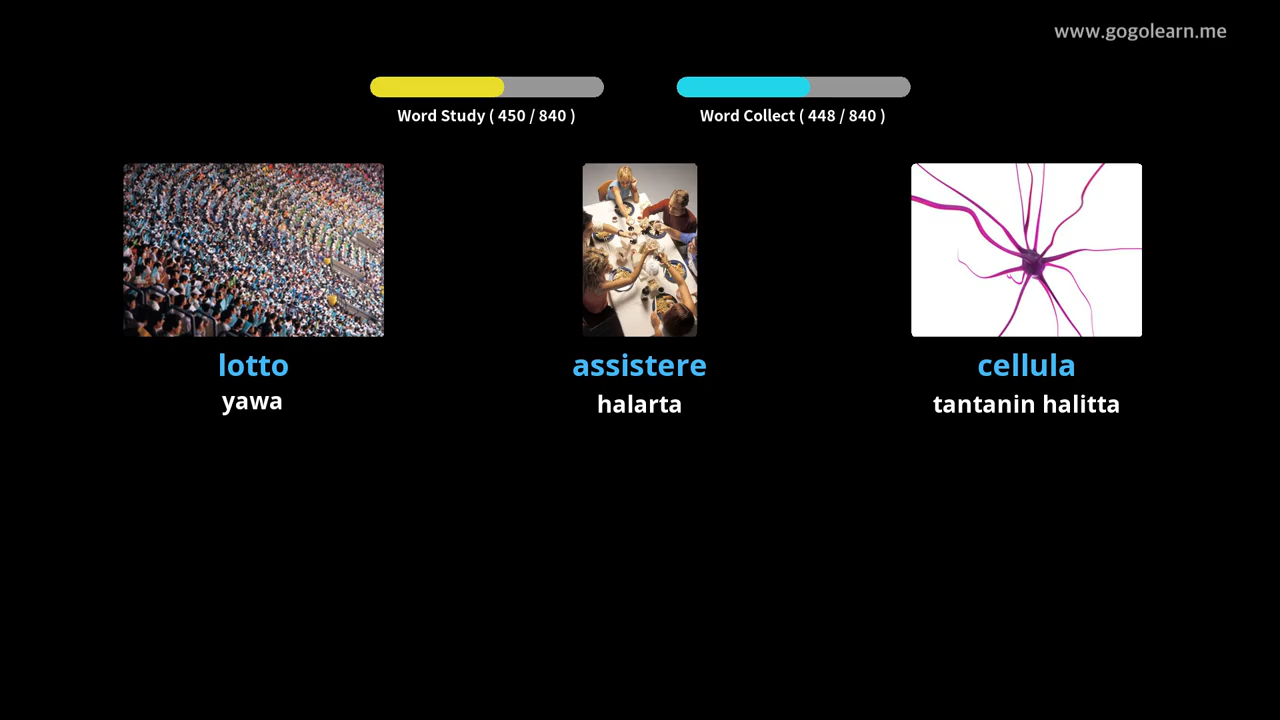 www.gogolearn.me
Word Study ( 450 / 840 )
Word Collect ( 448 / 840 )
lotto
yawa
assistere
halarta
cellula
tantanin halitta